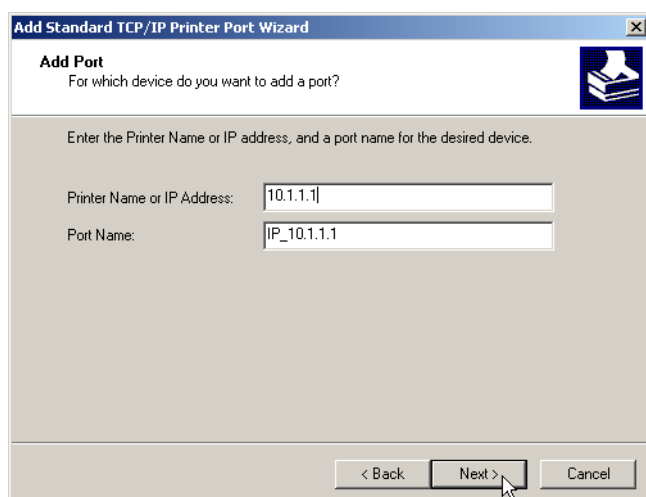 Add Standard TCP/IP Printer Port Wizard
Add Port
For which device do you want to add a port?
Enter the Printer Name or IP address, and a port name for the desired device.
Printer Name or IP Address: 10.1.1.1
Port Name: IP_10.1.1.1
< Back Next > Cancel